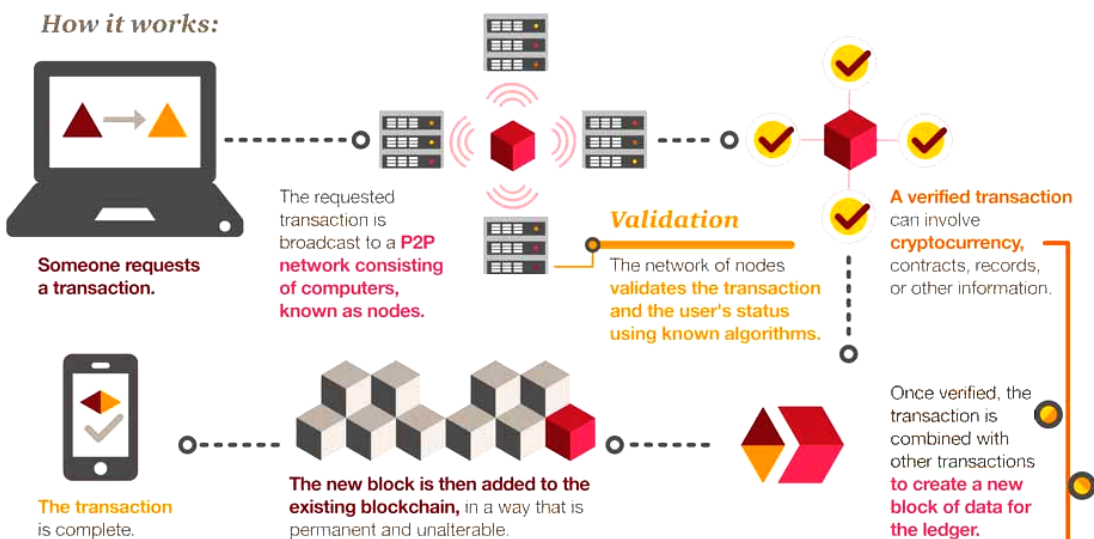 How it works:
Someone requests
a transaction.
The requested
transaction is
broadcast to a P2P
network consisting
of computers,
known as nodes.
Validation
The network of nodes
validates the transaction
and the user's status
using known algorithms.
A verified transaction
can involve
cryptocurrency,
contracts, records,
or other information.
Once verified, the
transaction is
combined with
other transactions
to create a new
block of data for
the ledger.
The new block is then added to the
existing blockchain, in a way that is
permanent and unalterable.
The transaction
is complete.